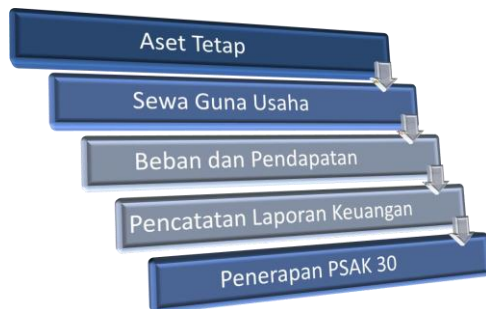 Aset Tetap
Sewa Guna Usaha
Beban dan Pendapatan
Pencatatan Laporan Keuangan
Penerapan PSAK 30